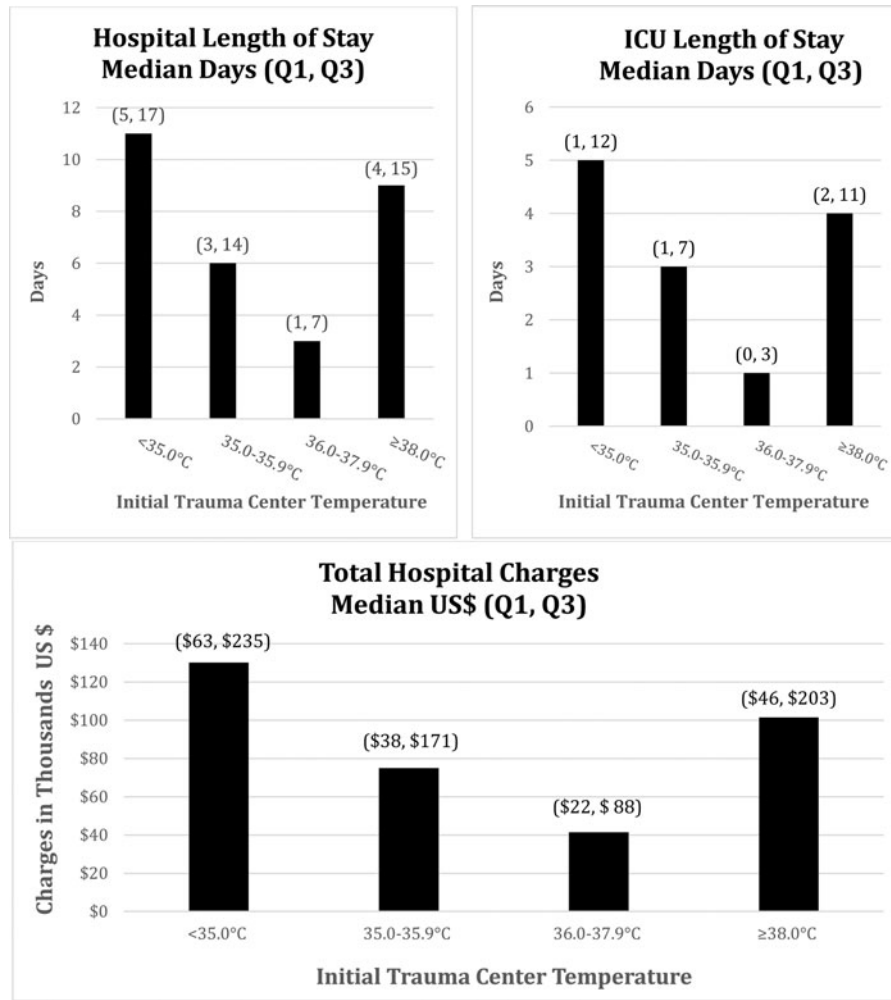 Hospital Length of Stay
Median Days (Q1, Q3)
12
10
8
6
4
2
0
Days
(5, 17)
(3, 14)
(1, 7)
(4, 15)
<35.0°C
35.0-35.9°C
36.0-37.9°C
≥38.0°C
Initial Trauma Center Temperature
ICU Length of Stay
Median Days (Q1, Q3)
6
5
4
3
2
1
0
Days
(1, 12)
(1, 7)
(0, 3)
(2, 11)
<35.0°C
35.0-35.9°C
36.0-37.9°C
≥38.0°C
Initial Trauma Center Temperature
Total Hospital Charges
Median US$ (Q1, Q3)
$140
$120
$100
$80
$60
$40
$20
$0
Charges in Thousands US $
($63, $235)
($38, $171)
($22, $ 88)
($46, $203)
<35.0°C
35.0-35.9°C
36.0-37.9°C
≥38.0°C
Initial Trauma Center Temperature